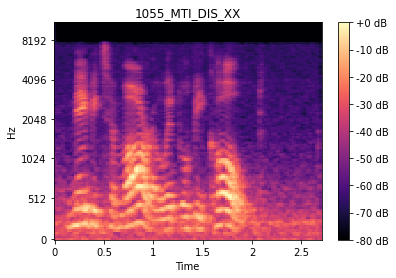 1055_MTI_DIS_XX
Hz
8192
4096
2048
1024
512
0
0
0.5
1
1.5
2
2.5
Time
+0 dB
-10 dB
-20 dB
-30 dB
-40 dB
-50 dB
-60 dB
-70 dB
-80 dB